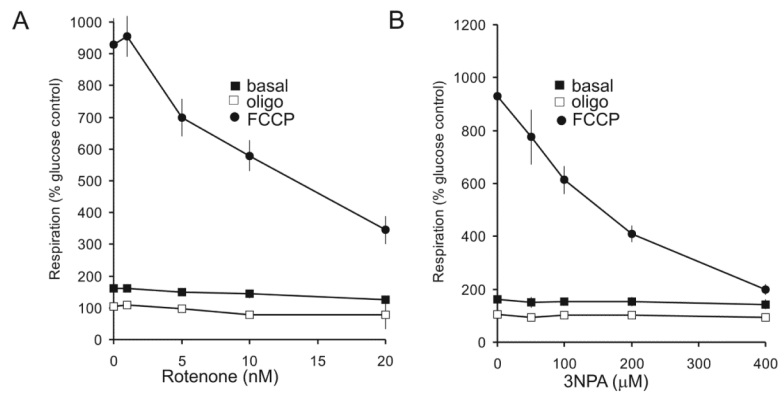 A
Respiration (% glucose control)
1000
900
800
700
600
500
400
300
200
100
0
basal
oligo
FCCP
0
5
10
15
20
Rotenone (nM)
B
Respiration (% glucose control)
1200
1000
800
600
400
200
0
basal
oligo
FCCP
0
100
200
300
400
3NPA (μM)